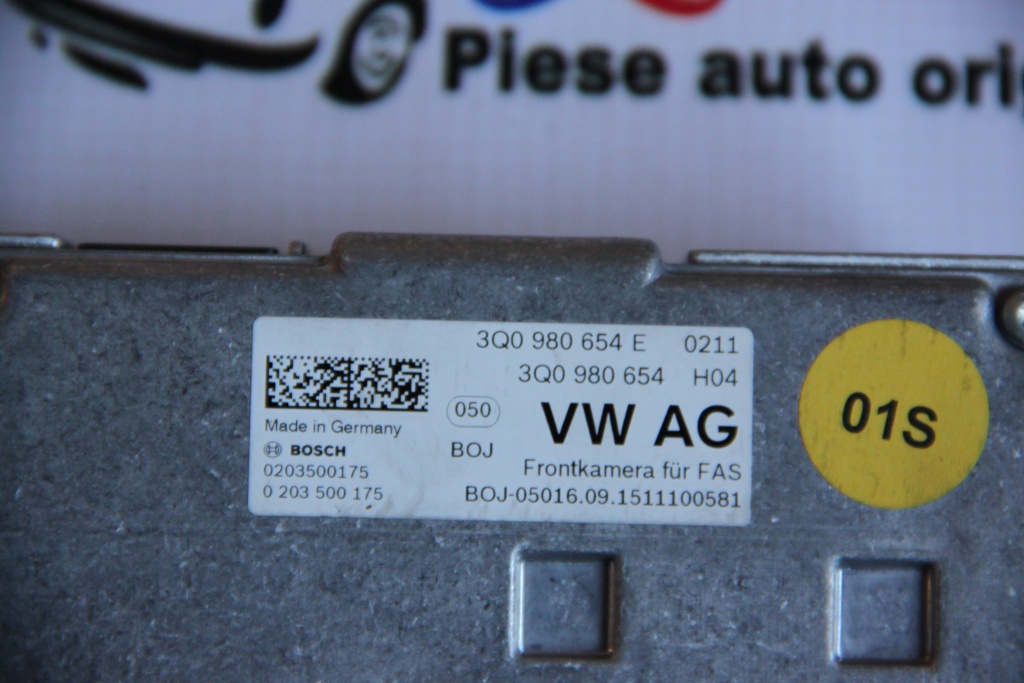 Piese auto
3Q0 980 654 E 0211
3Q0 980 654 H04
050
VW AG
Made in Germany
BOSCH
BOJ
Frontkamera für FAS
0203500175
0 203 500 175
BOJ-05016.09.1511100581
01S